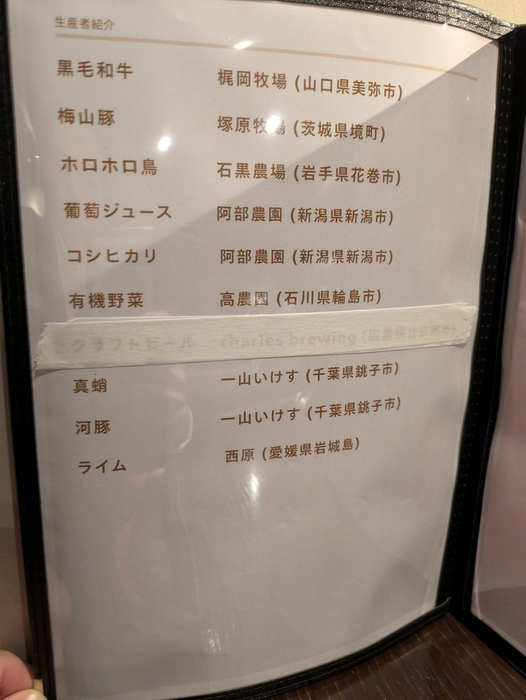 生産者紹介
黒毛和牛 梶岡牧場 (山口県美弥市)
梅山豚 塚原牧場 (茨城県境町)
ホロホロ鳥 石黒農場 (岩手県花巻市)
葡萄ジュース 阿部農園 (新潟県新潟市)
コシヒカリ 阿部農園 (新潟県新潟市)
有機野菜 高農園 (石川県輪島市)
クラフトビール charles brewing (広島県
真蛸 一山いけす (千葉県銚子市)
河豚 一山いけす (千葉県銚子市)
ライム 西原 (愛媛県岩城島)